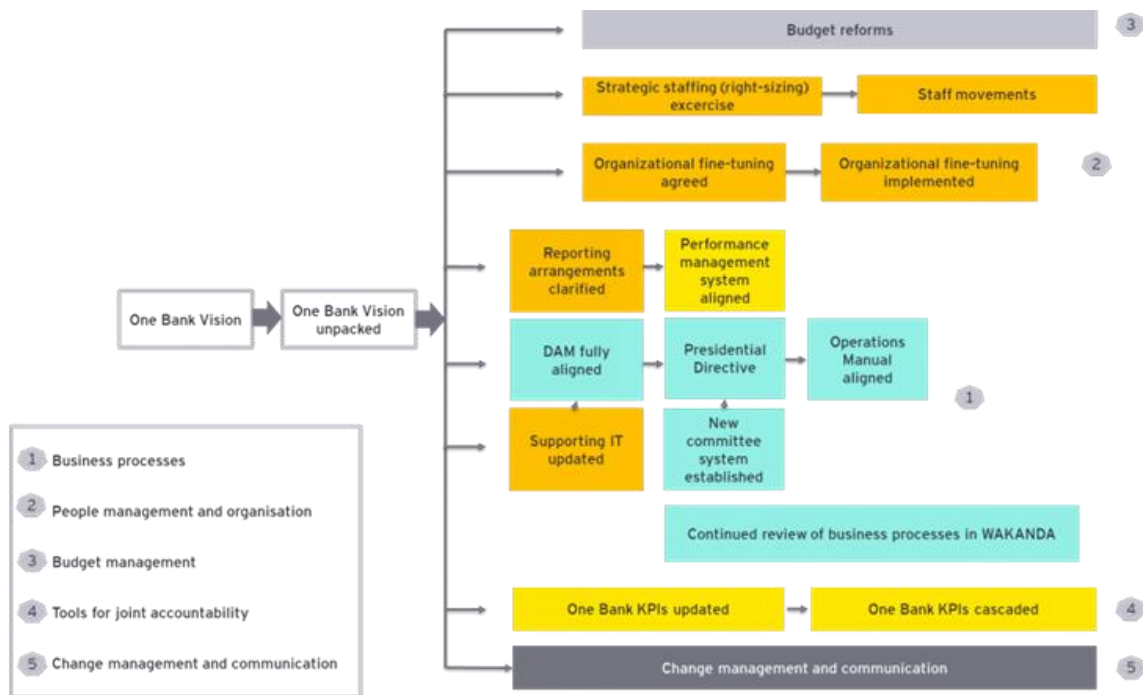 Budget reforms
3
Strategic staffing (right-sizing)
excercise
Staff movements
Organizational fine-tuning
agreed
Organizational fine-tuning
implemented
2
Reporting
arrangements
clarified
Performance
management
system
aligned
One Bank Vision
One Bank Vision
unpacked
DAM fully
aligned
Presidential
Directive
Operations
Manual
aligned
1
Supporting IT
updated
New
committee
system
established
Continued review of business processes in WAKANDA
One Bank KPIs updated
One Bank KPIs cascaded
4
Change management and communication
5
1 Business processes
2 People management and organisation
3 Budget management
4 Tools for joint accountability
5 Change management and communication